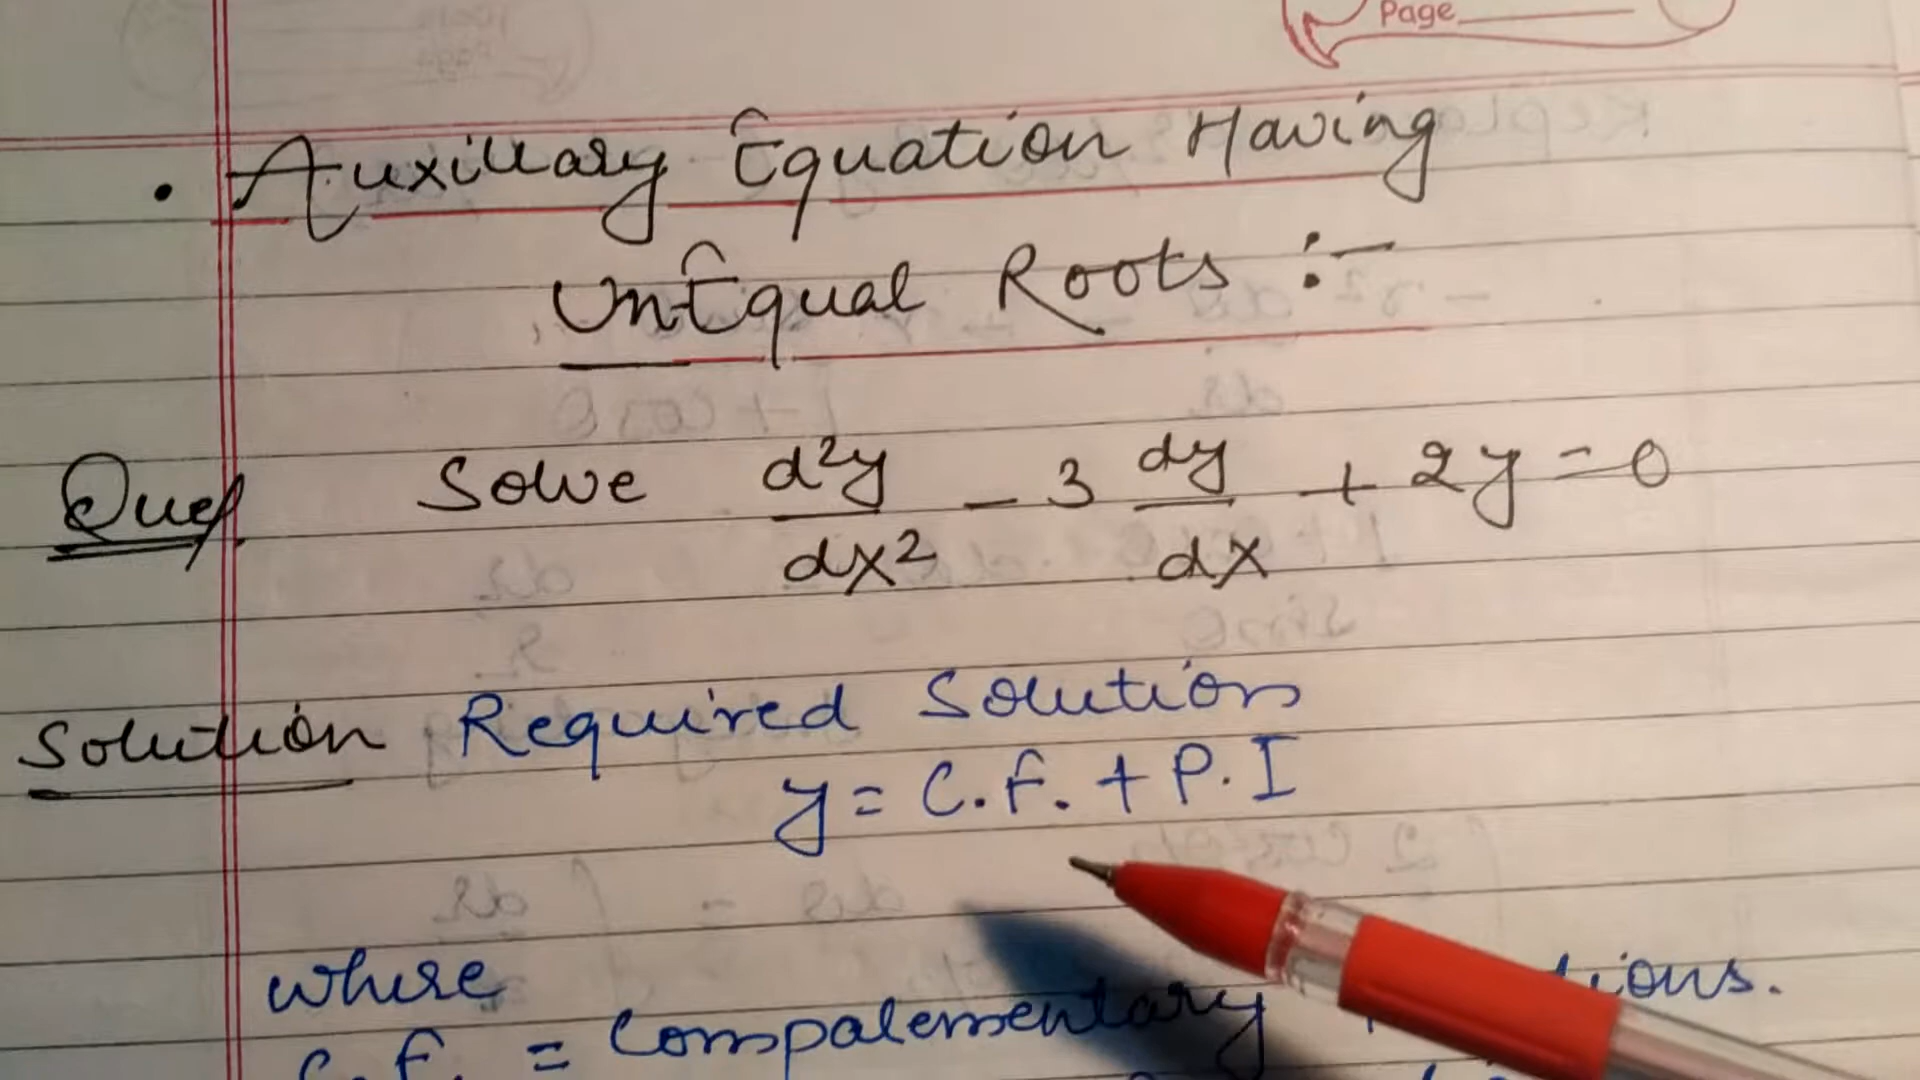 Page
. Auxillary Equation Having
UnEqual Roots :-
Ques Solve d²y/dx² - 3 dy/dx + 2y = 0
Solution Required Solution
y = C.F. + P.I
where
C.F. = Compalementary